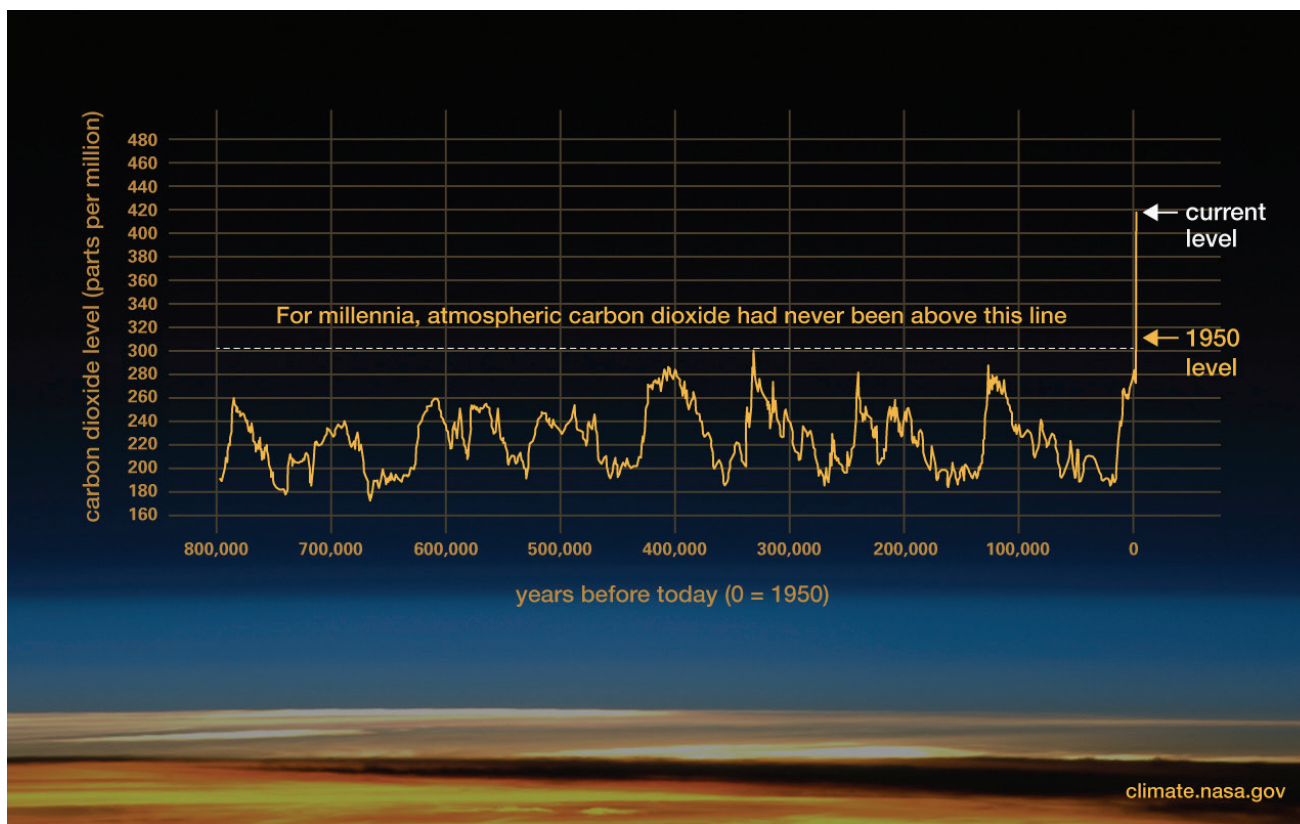 carbon dioxide level (parts per million)
480
460
440
420
400
380
360
340
320
300
280
260
240
220
200
180
160
current
level
For millennia, atmospheric carbon dioxide had never been above this line
1950
level
800,000 700,000 600,000 500,000 400,000 300,000 200,000 100,000 0
years before today (0 = 1950)
climate.nasa.gov